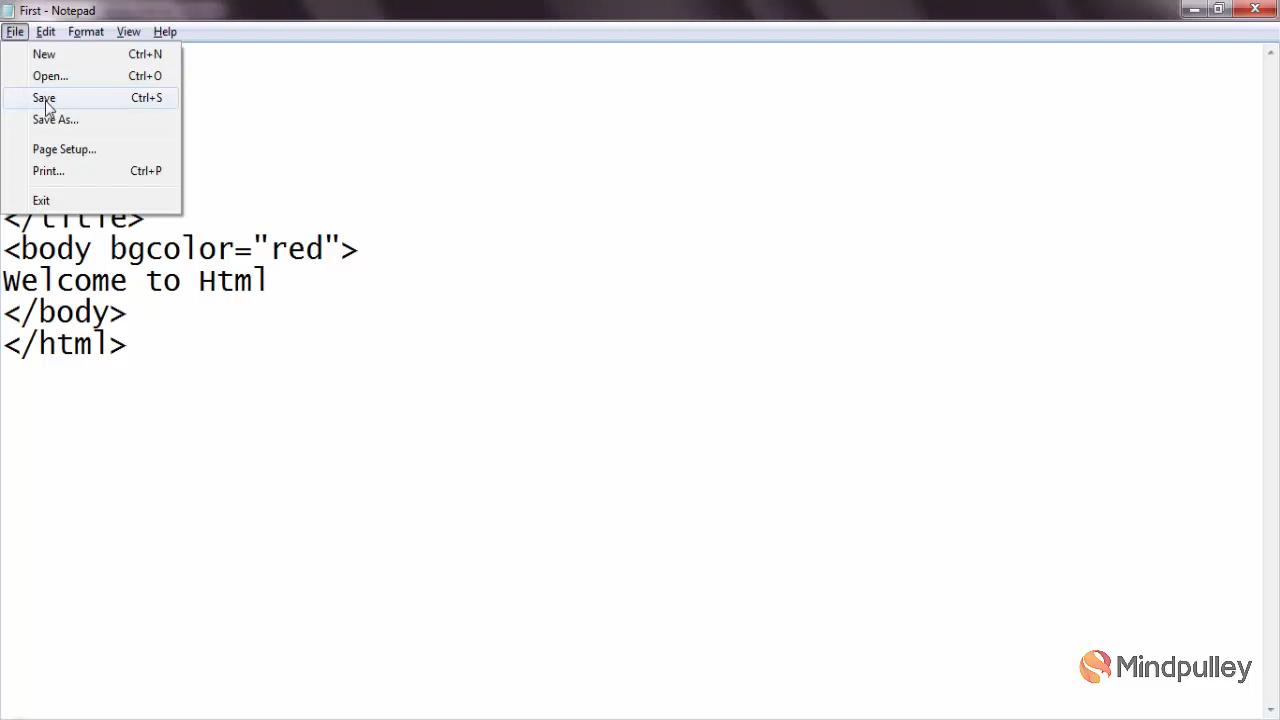 First - Notepad
File Edit Format View Help
New Ctrl+N
Open... Ctrl+O
Save Ctrl+S
Save As...
Page Setup...
Print... Ctrl+P
Exit
</title>
<body bgcolor="red">
Welcome to Html
</body>
</html>
Mindpulley